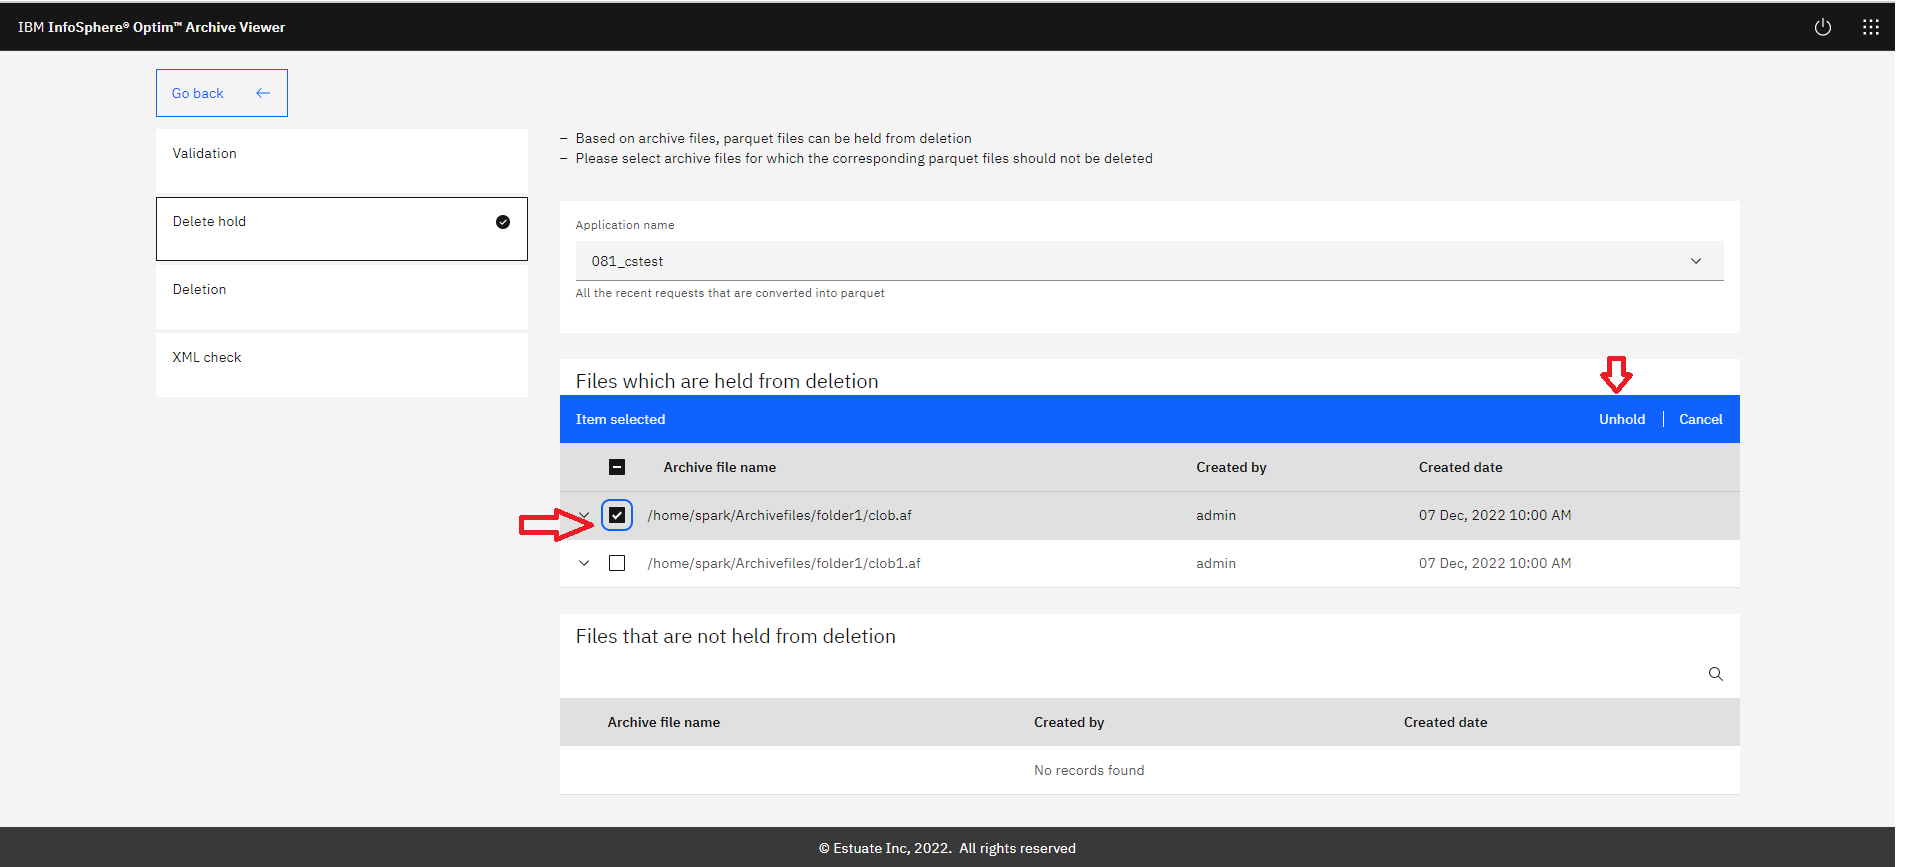 IBM InfoSphere® Optim™ Archive Viewer
Go back
Validation
Delete hold
Deletion
XML check
– Based on archive files, parquet files can be held from deletion
– Please select archive files for which the corresponding parquet files should not be deleted
Application name
081_cstest
All the recent requests that are converted into parquet
Files which are held from deletion
Item selected Unhold | Cancel
Archive file name Created by Created date
/home/spark/Archivefiles/folder1/clob.af admin 07 Dec, 2022 10:00 AM
/home/spark/Archivefiles/folder1/clob1.af admin 07 Dec, 2022 10:00 AM
Files that are not held from deletion
Archive file name Created by Created date
No records found
© Estuate Inc, 2022. All rights reserved